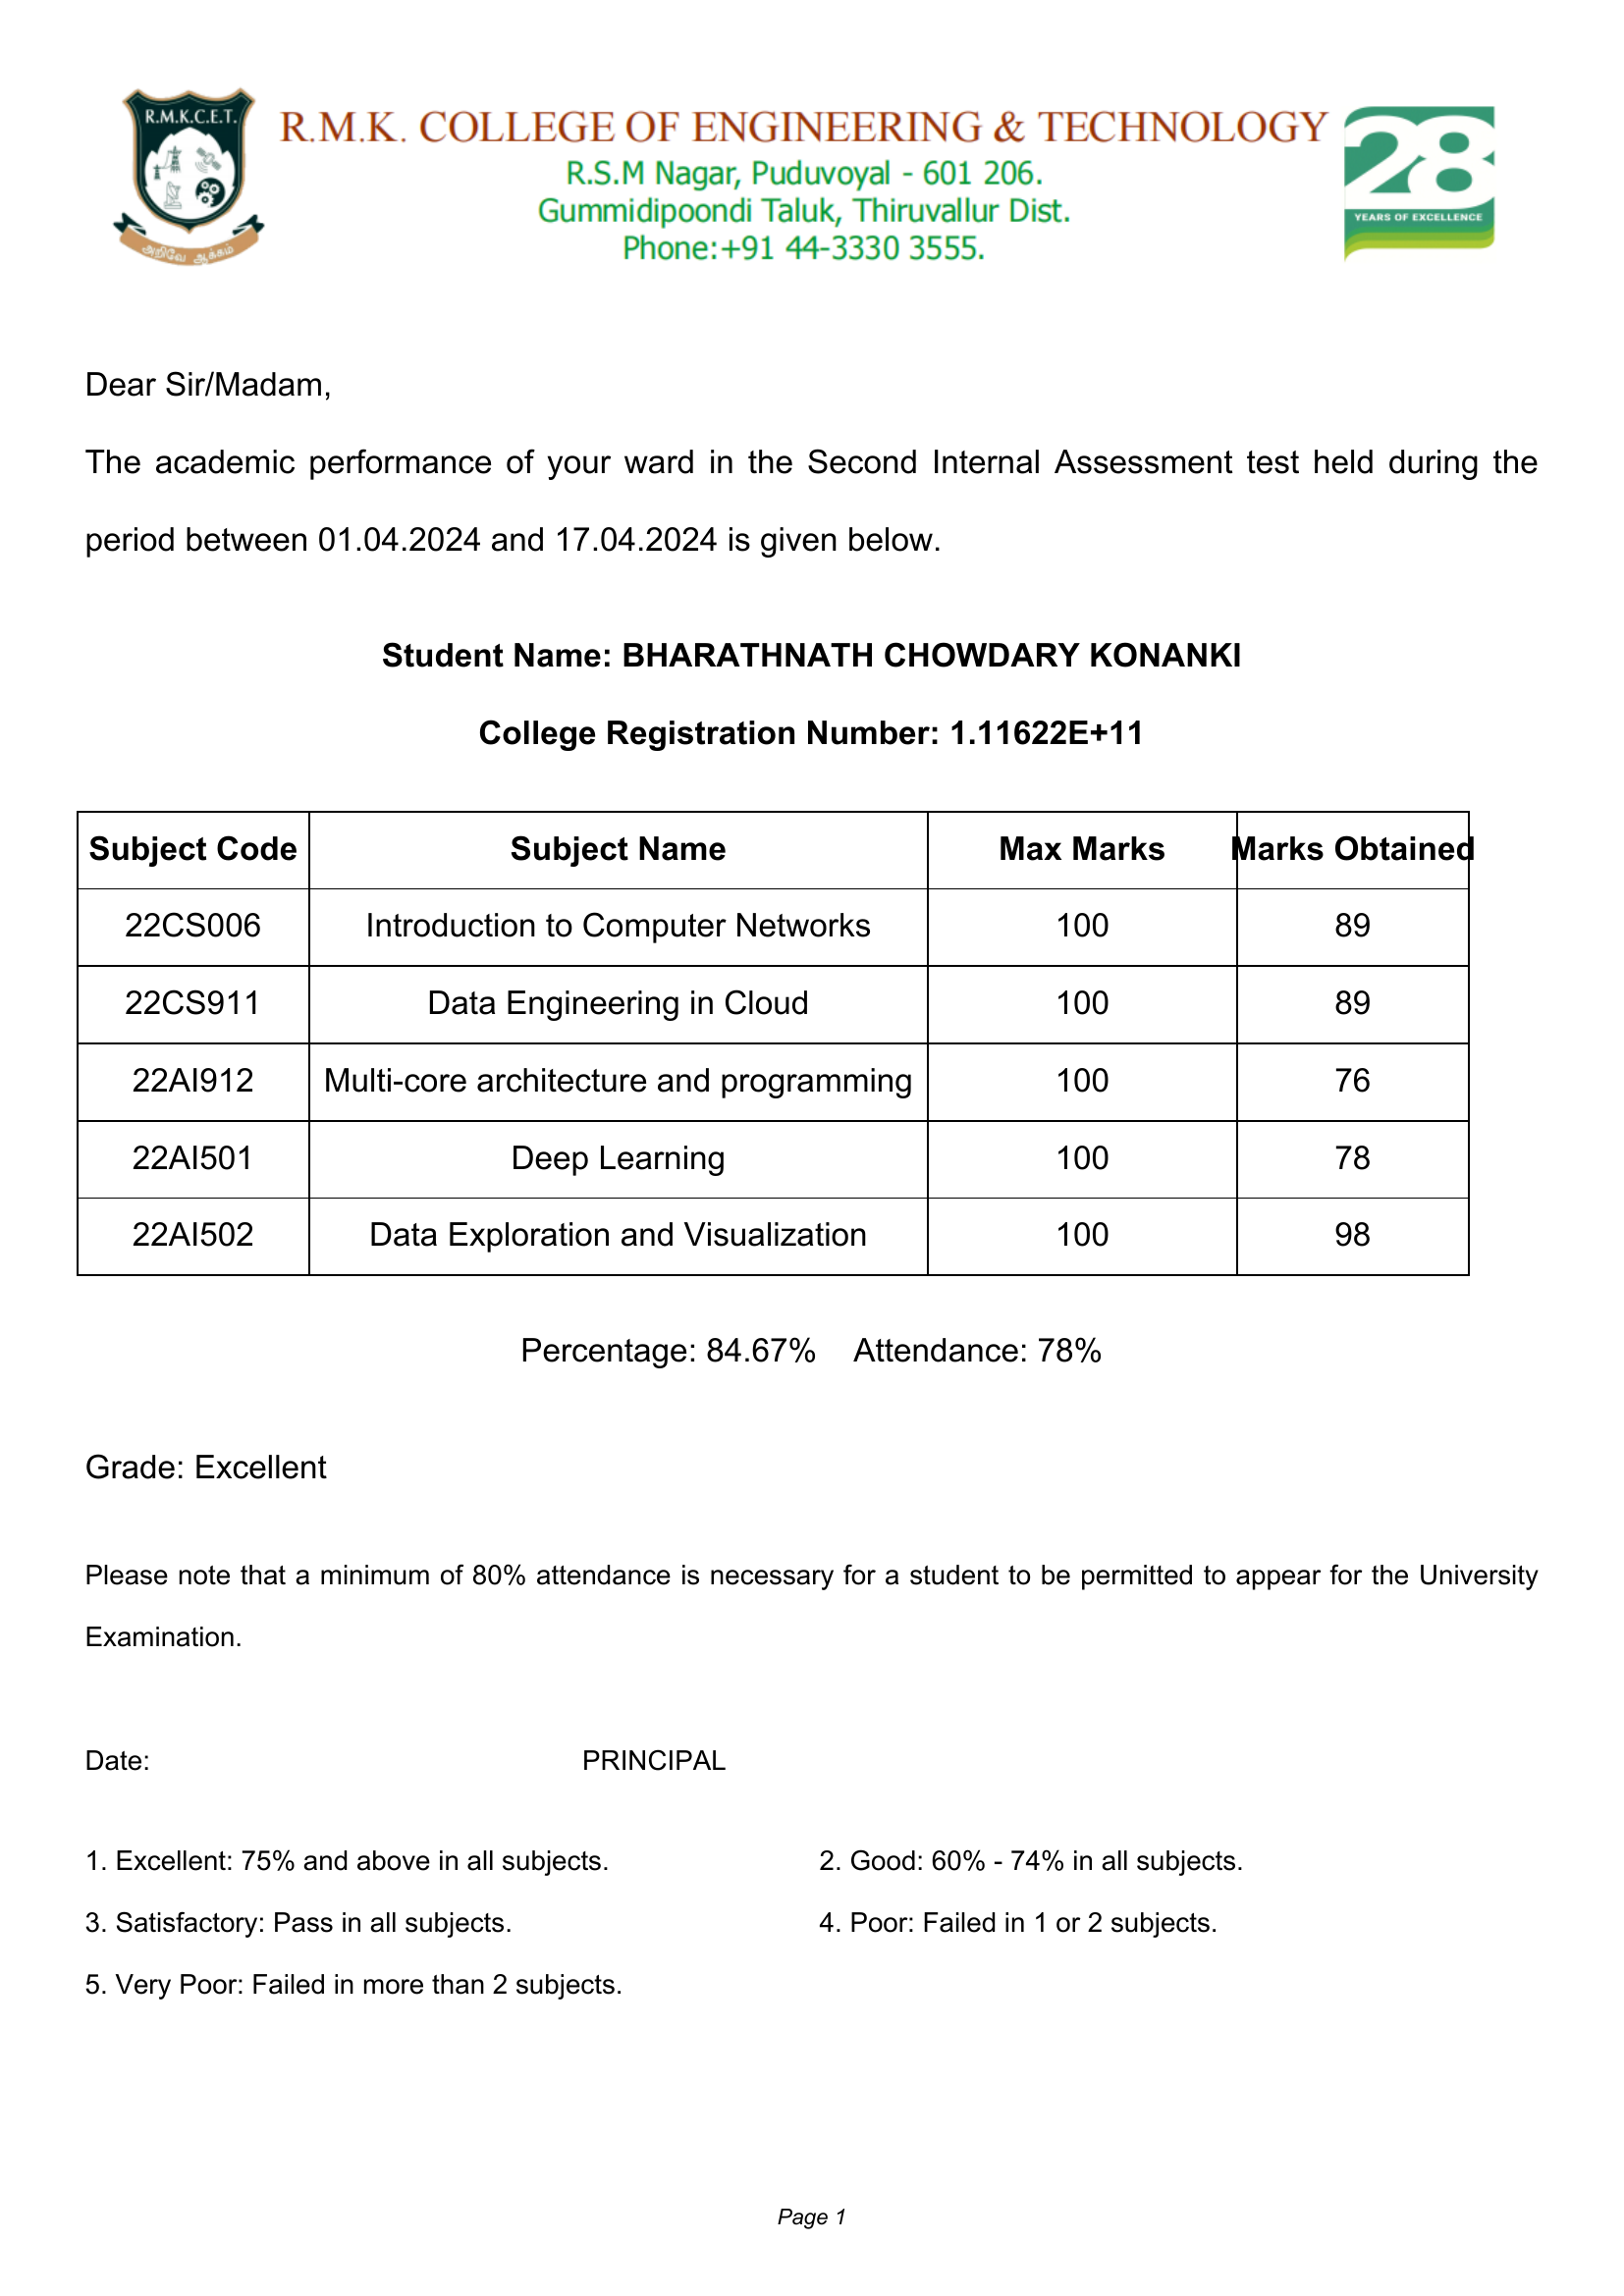 R.M.K.C.E.T.
அறிவே ஆக்கம்
R.M.K. COLLEGE OF ENGINEERING & TECHNOLOGY
R.S.M Nagar, Puduvoyal - 601 206.
Gummidipoondi Taluk, Thiruvallur Dist.
Phone:+91 44-3330 3555.
28
YEARS OF EXCELLENCE
Dear Sir/Madam,
The academic performance of your ward in the Second Internal Assessment test held during the
period between 01.04.2024 and 17.04.2024 is given below.
Student Name: BHARATHNATH CHOWDARY KONANKI
College Registration Number: 1.11622E+11
Subject Code Subject Name Max Marks Marks Obtained
22CS006 Introduction to Computer Networks 100 89
22CS911 Data Engineering in Cloud 100 89
22AI912 Multi-core architecture and programming 100 76
22AI501 Deep Learning 100 78
22AI502 Data Exploration and Visualization 100 98
Percentage: 84.67% Attendance: 78%
Grade: Excellent
Please note that a minimum of 80% attendance is necessary for a student to be permitted to appear for the University
Examination.
Date: PRINCIPAL
1. Excellent: 75% and above in all subjects. 2. Good: 60% - 74% in all subjects.
3. Satisfactory: Pass in all subjects. 4. Poor: Failed in 1 or 2 subjects.
5. Very Poor: Failed in more than 2 subjects.
Page 1